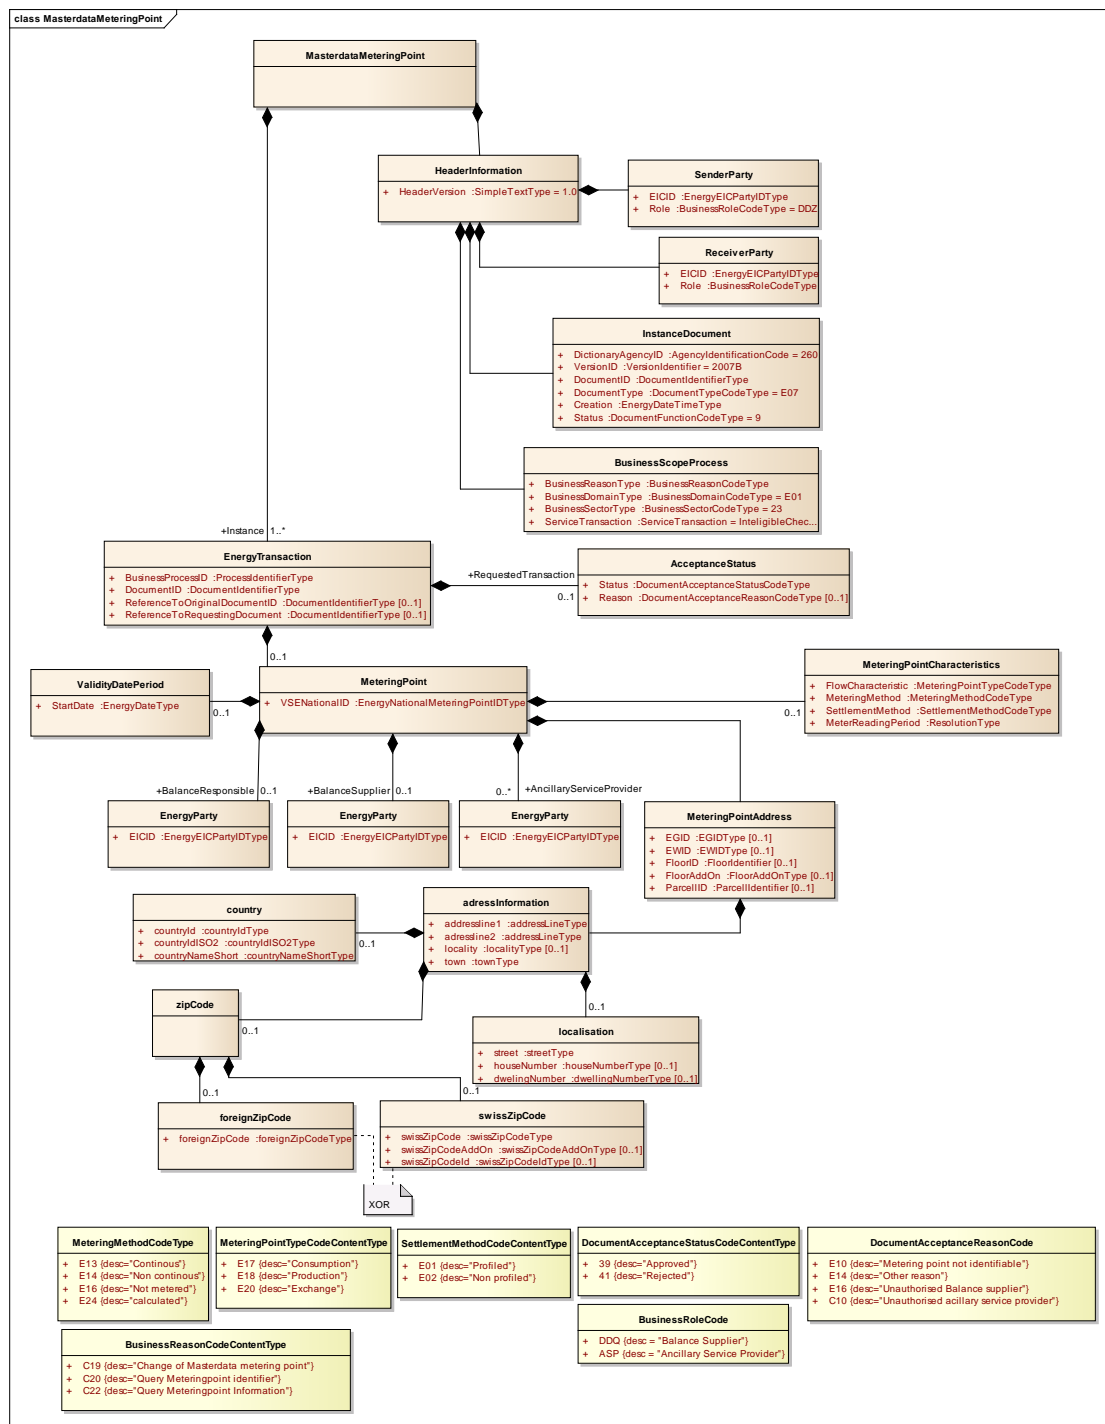 class MasterdataMeteringPoint
MasterdataMeteringPoint
HeaderInformation
+ HeaderVersion :SimpleTextType = 1.0
SenderParty
+ EICID :EnergyEICPartyIDType
+ Role :BusinessRoleCodeType = DDZ
ReceiverParty
+ EICID :EnergyEICPartyIDType
+ Role :BusinessRoleCodeType
InstanceDocument
+ DictionaryAgencyID :AgencyIdentificationCode = 260
+ VersionID :VersionIdentifier = 2007B
+ DocumentID :DocumentIdentifierType
+ DocumentType :DocumentTypeCodeType = E07
+ Creation :EnergyDateTimeType
+ Status :DocumentFunctionCodeType = 9
BusinessScopeProcess
+ BusinessReasonType :BusinessReasonCodeType
+ BusinessDomainType :BusinessDomainCodeType = E01
+ BusinessSectorType :BusinessSectorCodeType = 23
+ ServiceTransaction :ServiceTransaction = InteligibleChec...
+Instance 1..*
EnergyTransaction
+ BusinessProcessID :ProcessIdentifierType
+ DocumentID :DocumentIdentifierType
+ ReferenceToOriginalDocumentID :DocumentIdentifierType [0..1]
+ ReferenceToRequestingDocument :DocumentIdentifierType [0..1]
+RequestedTransaction
0..1
AcceptanceStatus
+ Status :DocumentAcceptanceStatusCodeType
+ Reason :DocumentAcceptanceReasonCodeType [0..1]
0..1
ValidityDatePeriod
+ StartDate :EnergyDateType
0..1
MeteringPoint
+ VSENationalID :EnergyNationalMeteringPointIDType
0..1
MeteringPointCharacteristics
+ FlowCharacteristic :MeteringPointTypeCodeType
+ MeteringMethod :MeteringMethodCodeType
+ SettlementMethod :SettlementMethodCodeType
+ MeterReadingPeriod :ResolutionType
+BalanceResponsible 0..1
+BalanceSupplier 0..1
0..* +AncillaryServiceProvider
EnergyParty
+ EICID :EnergyEICPartyIDType
EnergyParty
+ EICID :EnergyEICPartyIDType
EnergyParty
+ EICID :EnergyEICPartyIDType
MeteringPointAddress
+ EGID :EGIDType [0..1]
+ EWID :EWIDType [0..1]
+ FloorID :FloorIdentifier [0..1]
+ FloorAddOn :FloorAddOnType [0..1]
+ ParcellID :ParcellIdentifier [0..1]
country
+ countryId :countryIdType
+ countryIdISO2 :countryIdISO2Type
+ countryNameShort :countryNameShortType
0..1
adressInformation
+ addressline1 :addressLineType
+ adressline2 :addressLineType
+ locality :localityType [0..1]
+ town :townType
zipCode
0..1
0..1
localisation
+ street :streetType
+ houseNumber :houseNumberType [0..1]
+ dwelingNumber :dwellingNumberType [0..1]
0..1
0..1
foreignZipCode
+ foreignZipCode :foreignZipCodeType
swissZipCode
+ swissZipCode :swissZipCodeType
+ swissZipCodeAddOn :swissZipCodeAddOnType [0..1]
+ swissZipCodeId :swissZipCodeIdType [0..1]
XOR
MeteringMethodCodeType
+ E13 {desc="Continous"}
+ E14 {desc="Non continous"}
+ E16 {desc="Not metered"}
+ E24 {desc="calculated"}
MeteringPointTypeCodeContentType
+ E17 {desc="Consumption"}
+ E18 {desc="Production"}
+ E20 {desc="Exchange"}
SettlementMethodCodeContentType
+ E01 {desc="Profiled"}
+ E02 {desc="Non profiled"}
DocumentAcceptanceStatusCodeContentType
+ 39 {desc="Approved"}
+ 41 {desc="Rejected"}
DocumentAcceptanceReasonCode
+ E10 {desc="Metering point not identifiable"}
+ E14 {desc="Other reason"}
+ E16 {desc="Unauthorised Balance supplier"}
+ C10 {desc="Unauthorised acillary service provider"}
BusinessRoleCode
+ DDQ {desc = "Balance Supplier"}
+ ASP {desc = "Ancillary Service Provider"}
BusinessReasonCodeContentType
+ C19 {desc="Change of Masterdata metering point"}
+ C20 {desc="Query Meteringpoint identifier"}
+ C22 {desc="Query Meteringpoint Information"}